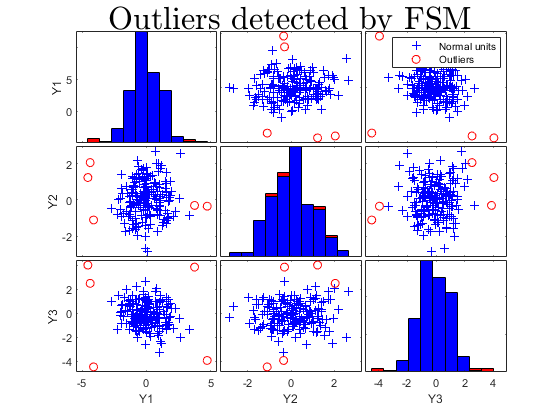 Outliers detected by FSM
Normal units
Outliers
Y1
5
0
Y2
2
0
-2
Y3
2
0
-2
-4
-5 0 5
-2 0 2
-4 -2 0 2 4
Y1 Y2 Y3